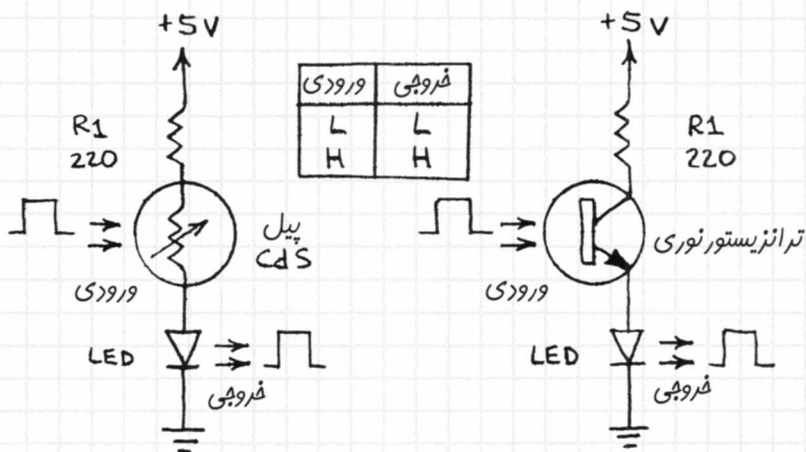 +5V
R1
220
پیل
CdS
ورودی
LED
خروجی
ورودی خروجی
L L
H H
+5V
R1
220
ترانزیستور نوری
ورودی
LED
خروجی